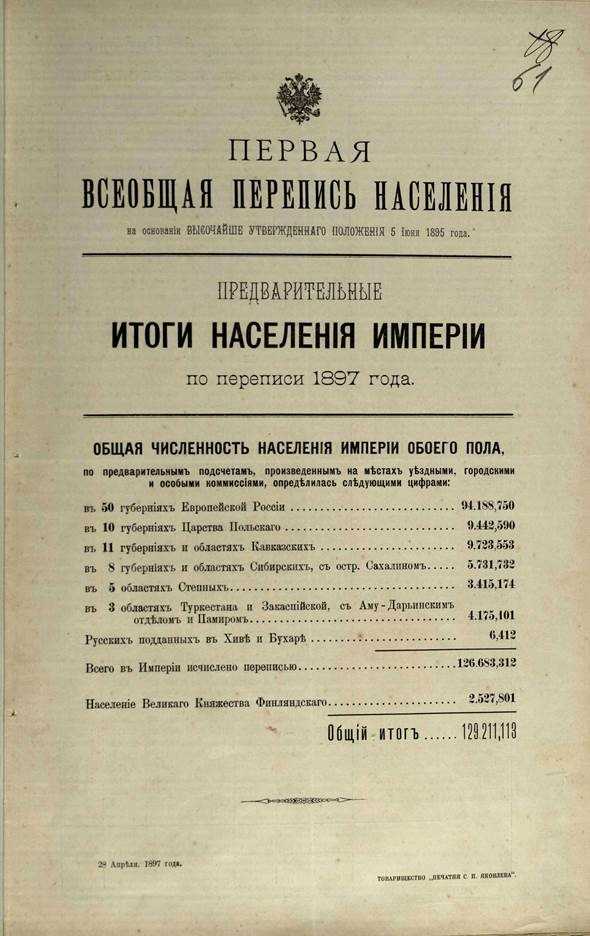 18
61
ПЕРВАЯ
ВСЕОБЩАЯ ПЕРЕПИСЬ НАСЕЛЕНІЯ
на основаніи ВЫСОЧАЙШЕ УТВЕРЖДЕННАГО ПОЛОЖЕНІЯ 5 Іюня 1895 года.
ПРЕДВАРИТЕЛЬНЫЕ
ИТОГИ НАСЕЛЕНІЯ ИМПЕРІИ
по переписи 1897 года.
ОБЩАЯ ЧИСЛЕННОСТЬ НАСЕЛЕНІЯ ИМПЕРІИ ОБОЕГО ПОЛА,
по предварительнымъ подсчетамъ, произведеннымъ на мѣстахъ уѣздными, городскими
и особыми коммиссіями, опредѣлилась слѣдующими цифрами:
въ 50 губерніяхъ Европейской Россіи ........................ 94.188,750
въ 10 губерніяхъ Царства Польскаго ........................ 9.442,590
въ 11 губерніяхъ и областяхъ Кавказскихъ .................... 9.723,553
въ 8 губерніяхъ и областяхъ Сибирскихъ, съ остр. Сахалиномъ..... 5.731,732
въ 5 областяхъ Степныхъ................................. 3.415,174
въ 3 областяхъ Туркестана и Закаспійской, съ Аму-Дарьинскимъ
отдѣломъ и Памиромъ............................... 4.175,101
Русскихъ подданныхъ въ Хивѣ и Бухарѣ ..................... 6,412
Всего въ Имперіи исчислено переписью....................... 126.683,312
Населеніе Великаго Княжества Финляндскаго................... 2.527,801
Общій итогъ ...... 129.211,113
28 Апрѣля, 1897 года.
ТОВАРИЩЕСТВО „ПЕЧАТНЯ С. П. ЯКОВЛЕВА“.